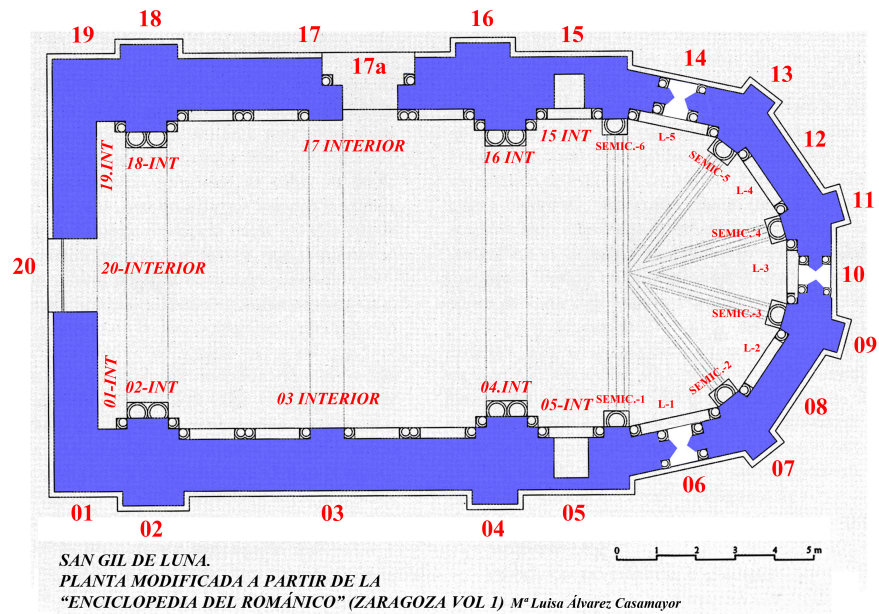 19
18
17
16
15
17a
14
13
12
11
10
09
08
07
06
20
19.INT
18-INT
17 INTERIOR
16 INT
15 INT
SEMIC.-6
L-5
SEMIC.-5
L-4
SEMIC. 4
L-3
20-INTERIOR
SEMIC.-3
L-2
SEMIC.-2
01-INT
02-INT
03 INTERIOR
04.INT
05-INT
SEMIC.-1
L-1
01
02
03
04
05
SAN GIL DE LUNA.
PLANTA MODIFICADA A PARTIR DE LA
“ENCICLOPEDIA DEL ROMÁNICO” (ZARAGOZA VOL 1) Mª Luisa Álvarez Casamayor
0 1 2 3 4 5 m